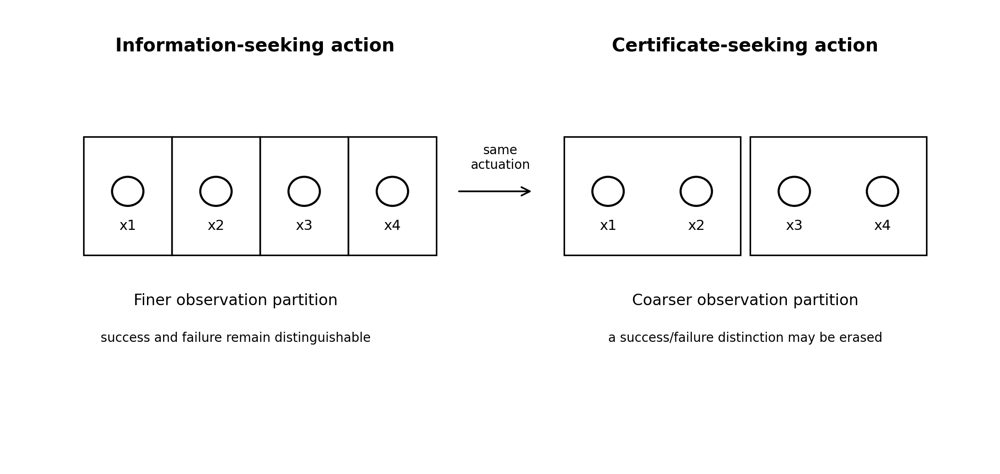 Information-seeking action
Certificate-seeking action
same
actuation
x1
x2
x3
x4
x1
x2
x3
x4
Finer observation partition
Coarser observation partition
success and failure remain distinguishable
a success/failure distinction may be erased